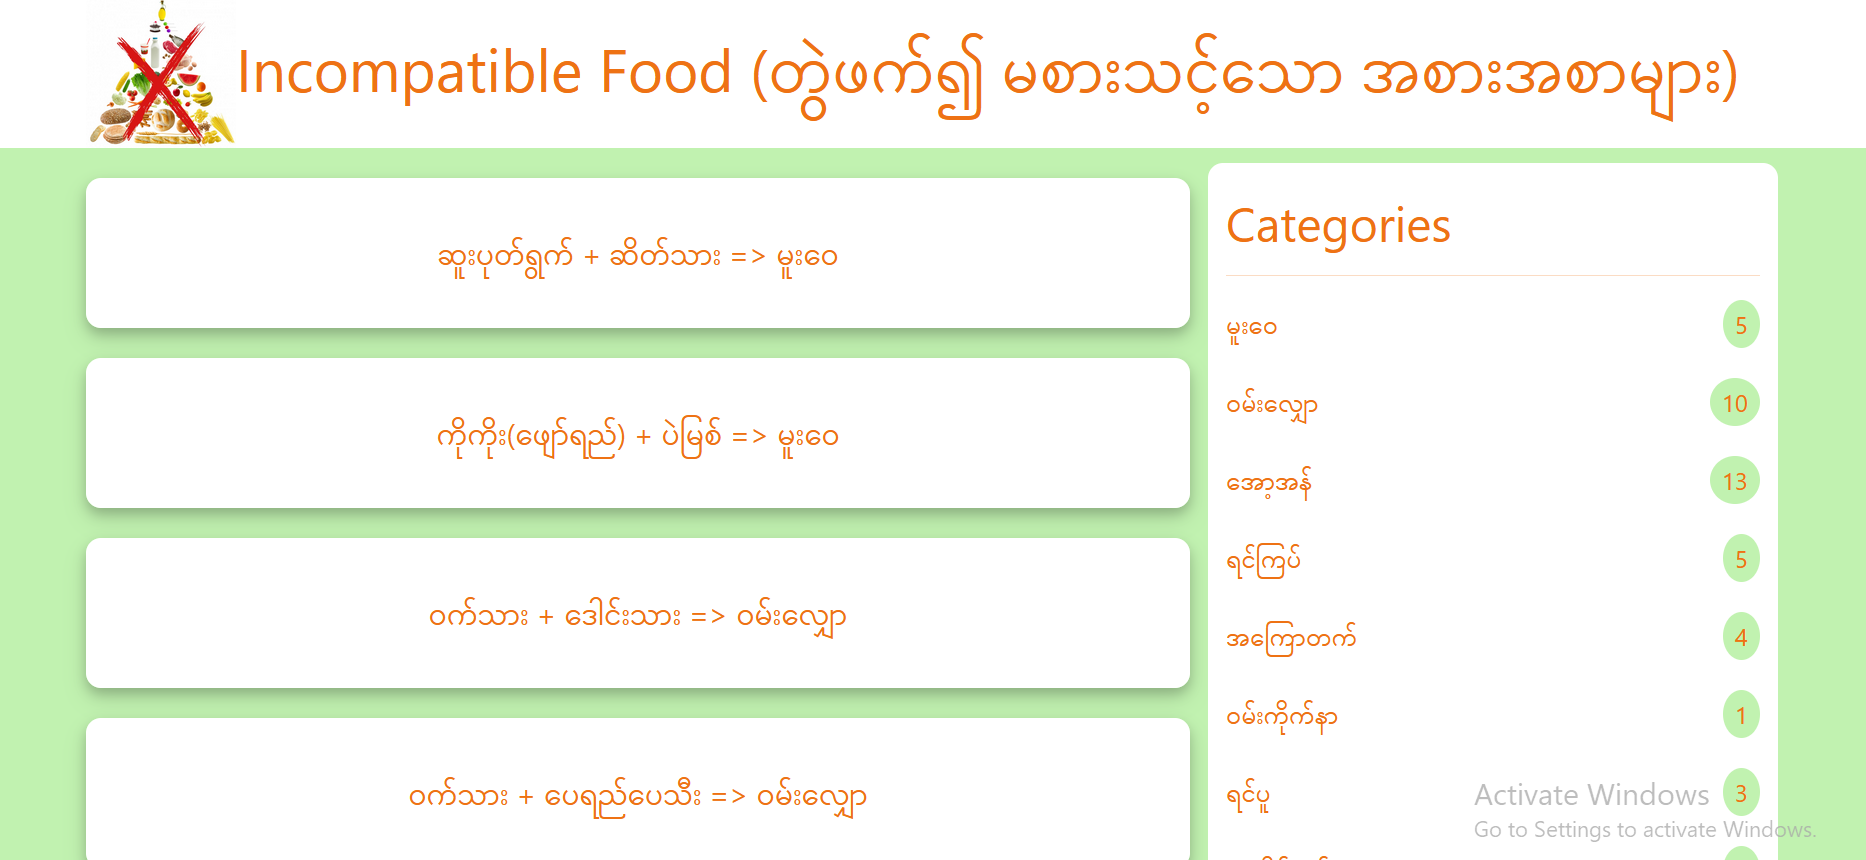 Incompatible Food (တွဲဖက်၍ မစားသင့်သော အစားအစာများ)
ဆူးပုတ်ရွက် + ဆိတ်သား => မူးဝေ
ကိုကိုး(ဖျော်ရည်) + ပဲမြစ် => မူးဝေ
ဝက်သား + ဒေါင်းသား => ဝမ်းလျှော
ဝက်သား + ပေရည်ပေသီး => ဝမ်းလျှော
Categories
မူးဝေ 5
ဝမ်းလျှော 10
အော့အန် 13
ရင်ကြပ် 5
အကြောတက် 4
ဝမ်းကိုက်နာ 1
ရင်ပူ 3
Activate Windows
Go to Settings to activate Windows.